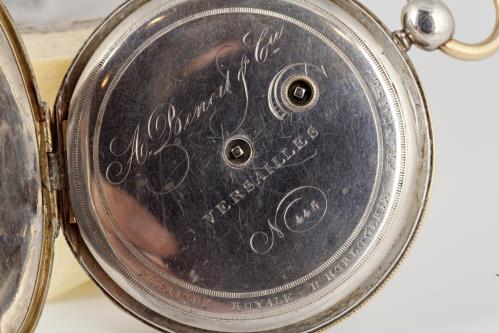 A. Benoit & Cie
VERSAILLES
No 445
FABRIQUE ROYALE D'HORLOGERIE